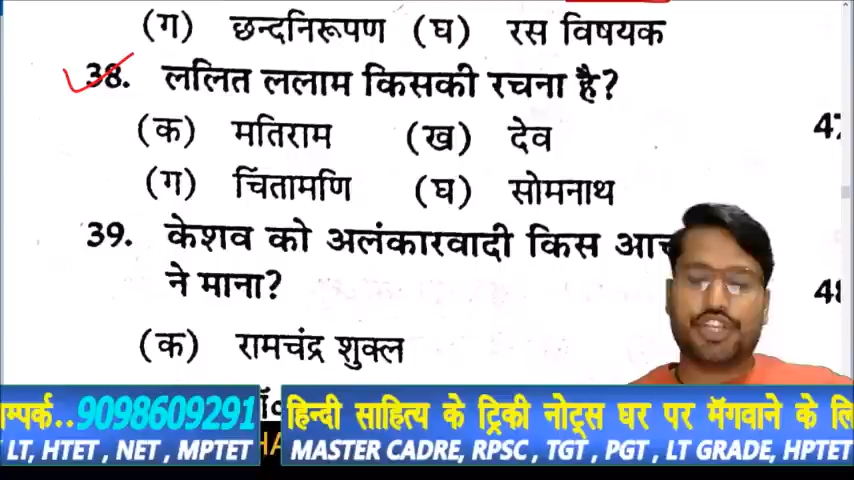 (ग) छन्दनिरूपण (घ) रस विषयक
38. ललित ललाम किसकी रचना है?
(क) मतिराम (ख) देव
(ग) चिंतामणि (घ) सोमनाथ
39. केशव को अलंकारवादी किस
ने माना?
(क) रामचंद्र शुक्ल
9098609291 हिन्दी साहित्य के ट्रिकी नोट्स घर पर मॅगवाने के
LT, HTET , NET , MPTET MASTER CADRE, RPSC , TGT , PGT , LT GRADE, HPTET